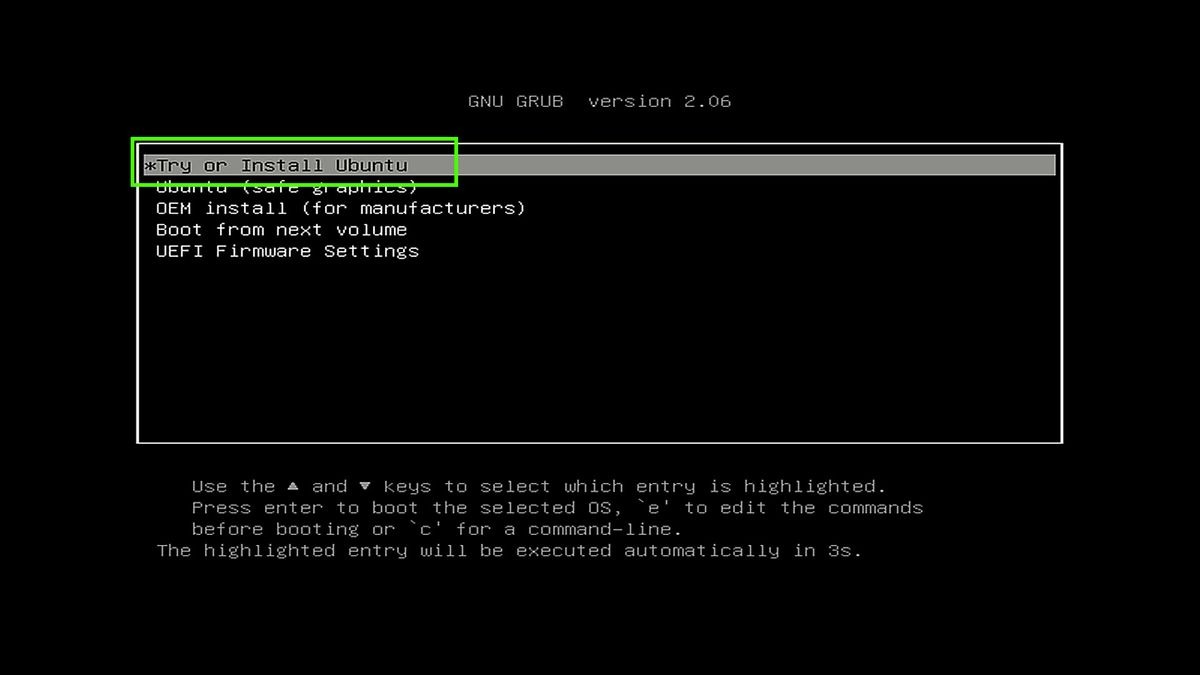 GNU GRUB version 2.06
*Try or Install Ubuntu
Ubuntu (safe graphics)
OEM install (for manufacturers)
Boot from next volume
UEFI Firmware Settings
Use the ▲ and ▼ keys to select which entry is highlighted.
Press enter to boot the selected OS, `e' to edit the commands
before booting or `c' for a command-line.
The highlighted entry will be executed automatically in 3s.